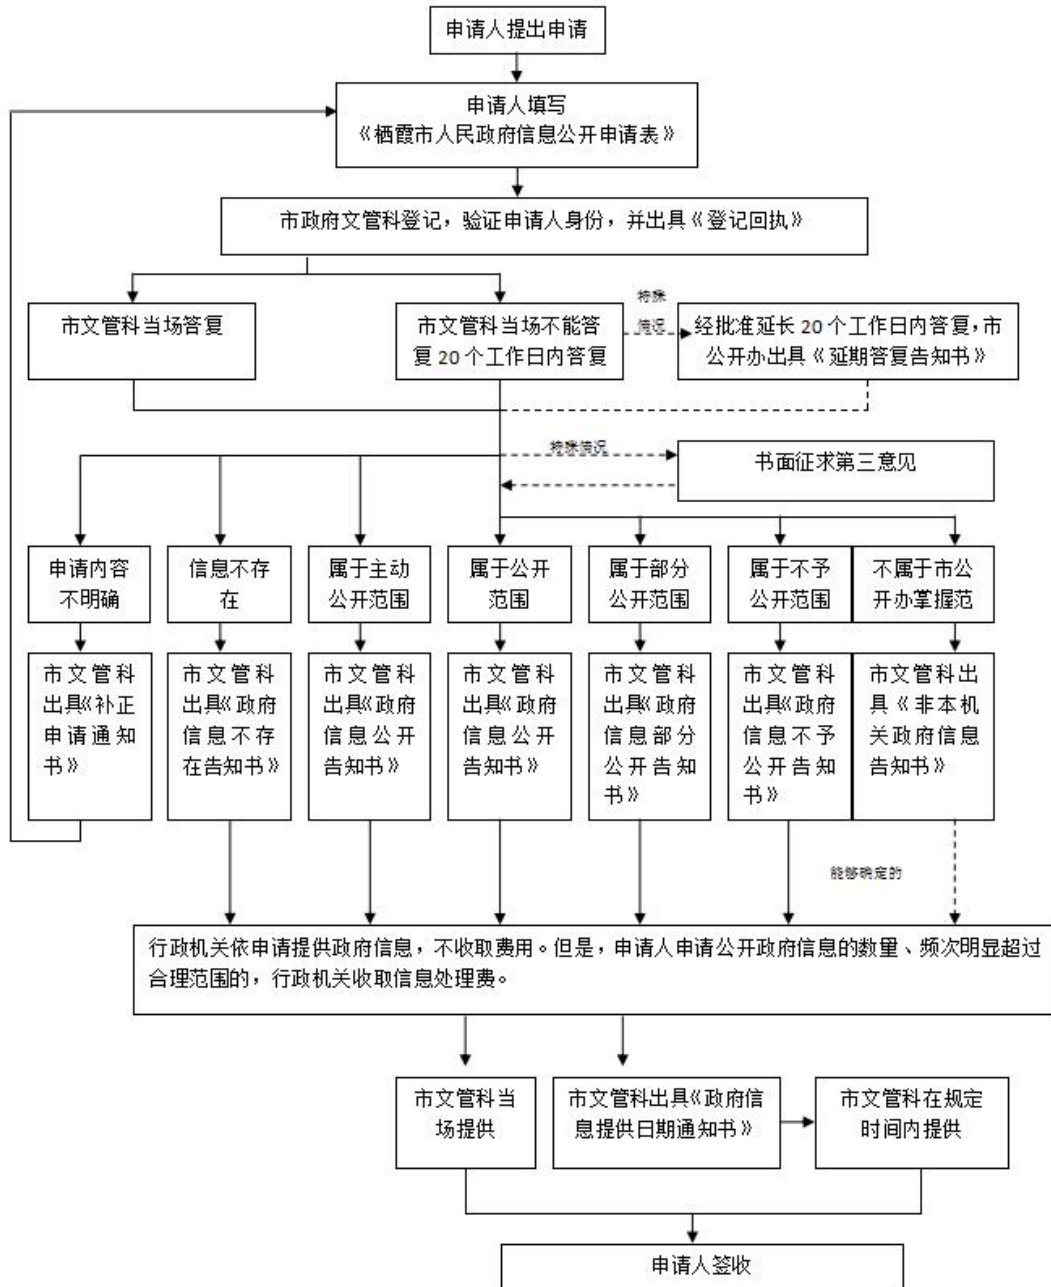 申请人提出申请
申请人填写
《栖霞市人民政府信息公开申请表》
市政府文管科登记，验证申请人身份，并出具《登记回执》
市文管科当场答复
市文管科当场不能答
复 20 个工作日内答复
特殊
情况
经批准延长 20 个工作日内答复，市
公开办出具《延期答复告知书》
特殊情况
书面征求第三意见
申请内容
不明确
信息不存
在
属于主动
公开范围
属于公开
范围
属于部分
公开范围
属于不予
公开范围
不属于市公
开办掌握范
市文管科
出具《补正
申请通知
书》
市文管科
出具《政府
信息不存
在告知书》
市文管科
出具《政府
信息公开
告知书》
市文管科
出具《政府
信息公开
告知书》
市文管科
出具《政府
信息部分
公开告知
书》
市文管科
出具《政府
信息不予
公开告知
书》
市文管科出
具《非本机
关政府信息
告知书》
能够确定的
行政机关依申请提供政府信息，不收取费用。但是，申请人申请公开政府信息的数量、频次明显超过
合理范围的，行政机关收取信息处理费。
市文管科当
场提供
市文管科出具《政府信
息提供日期通知书》
市文管科在规定
时间内提供
申请人签收